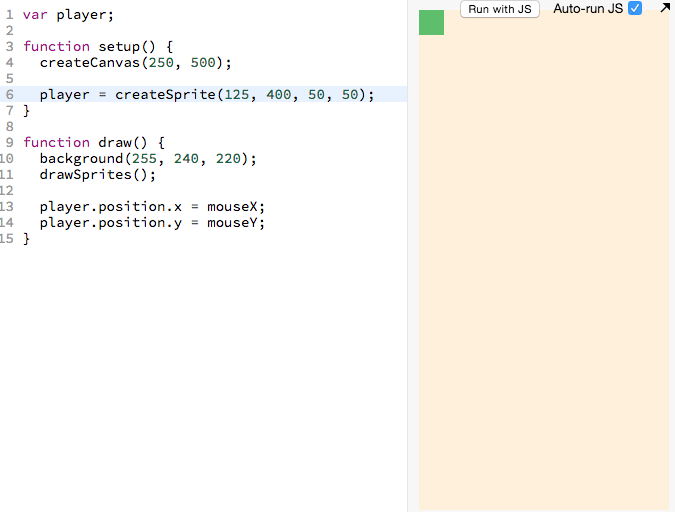 1 var player;
2
3 function setup() {
4   createCanvas(250, 500);
5
6   player = createSprite(125, 400, 50, 50);
7 }
8
9 function draw() {
10   background(255, 240, 220);
11   drawSprites();
12
13   player.position.x = mouseX;
14   player.position.y = mouseY;
15 }
Run with JS
Auto-run JS